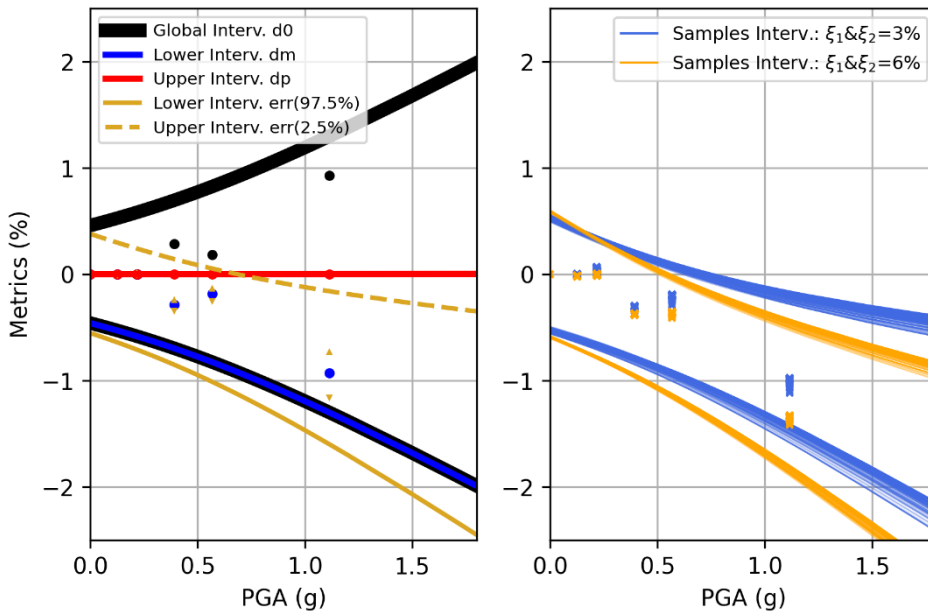 Global Interv. d0
Lower Interv. dm
Upper Interv. dp
Lower Interv. err(97.5%)
Upper Interv. err(2.5%)
Samples Interv.: ξ₁&ξ₂=3%
Samples Interv.: ξ₁&ξ₂=6%
Metrics (%)
2
1
0
−1
−2
2
1
0
−1
−2
0.0 0.5 1.0 1.5
0.0 0.5 1.0 1.5
PGA (g)
PGA (g)